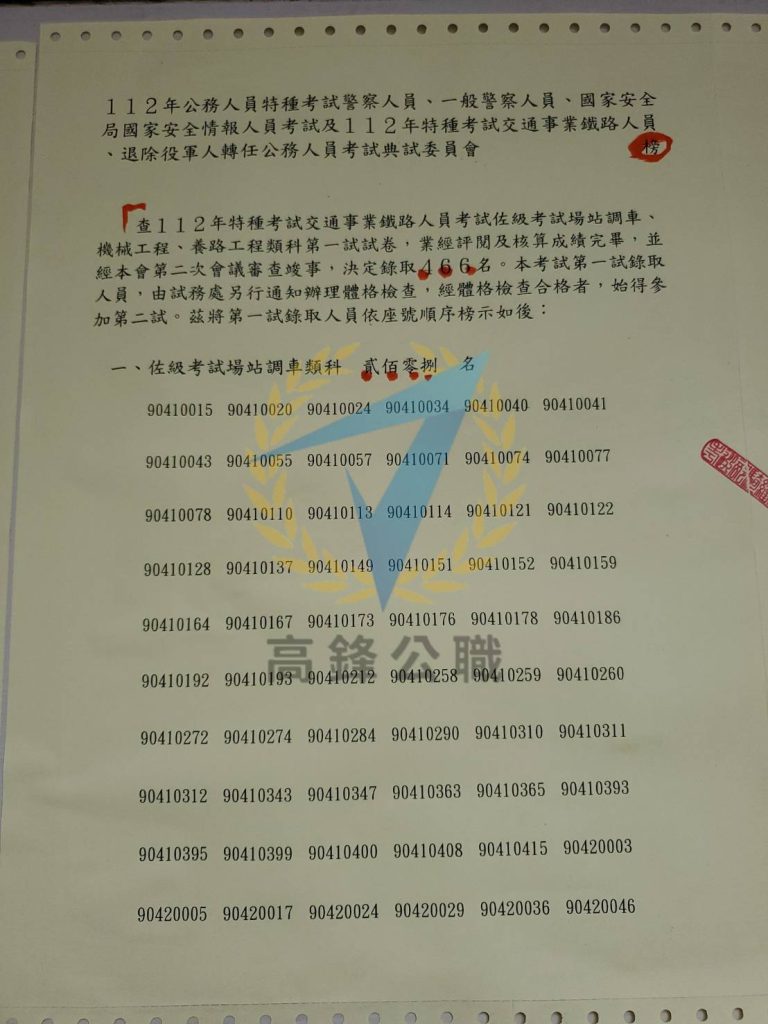 112年公務人員特種考試警察人員、一般警察人員、國家安全
局國家安全情報人員考試及112年特種考試交通事業鐵路人員
、退除役軍人轉任公務人員考試典試委員會 榜
查112年特種考試交通事業鐵路人員考試佐級考試場站調車、
機械工程、養路工程類科第一試試卷，業經評閱及核算成績完畢，並
經本會第二次會議審查竣事，決定錄取466名。本考試第一試錄取
人員，由試務處另行通知辦理體格檢查，經體格檢查合格者，始得參
加第二試。茲將第一試錄取人員依座號順序榜示如後：
一、佐級考試場站調車類科 貳佰零捌 名
90410015 90410020 90410024 90410034 90410040 90410041
90410043 90410055 90410057 90410071 90410074 90410077
90410078 90410110 90410113 90410114 90410121 90410122
90410128 90410137 90410149 90410151 90410152 90410159
90410164 90410167 90410173 90410176 90410178 90410186
高鋒公職
90410192 90410193 90410212 90410258 90410259 90410260
90410272 90410274 90410284 90410290 90410310 90410311
90410312 90410343 90410347 90410363 90410365 90410393
90410395 90410399 90410400 90410408 90410415 90420003
90420005 90420017 90420024 90420029 90420036 90420046